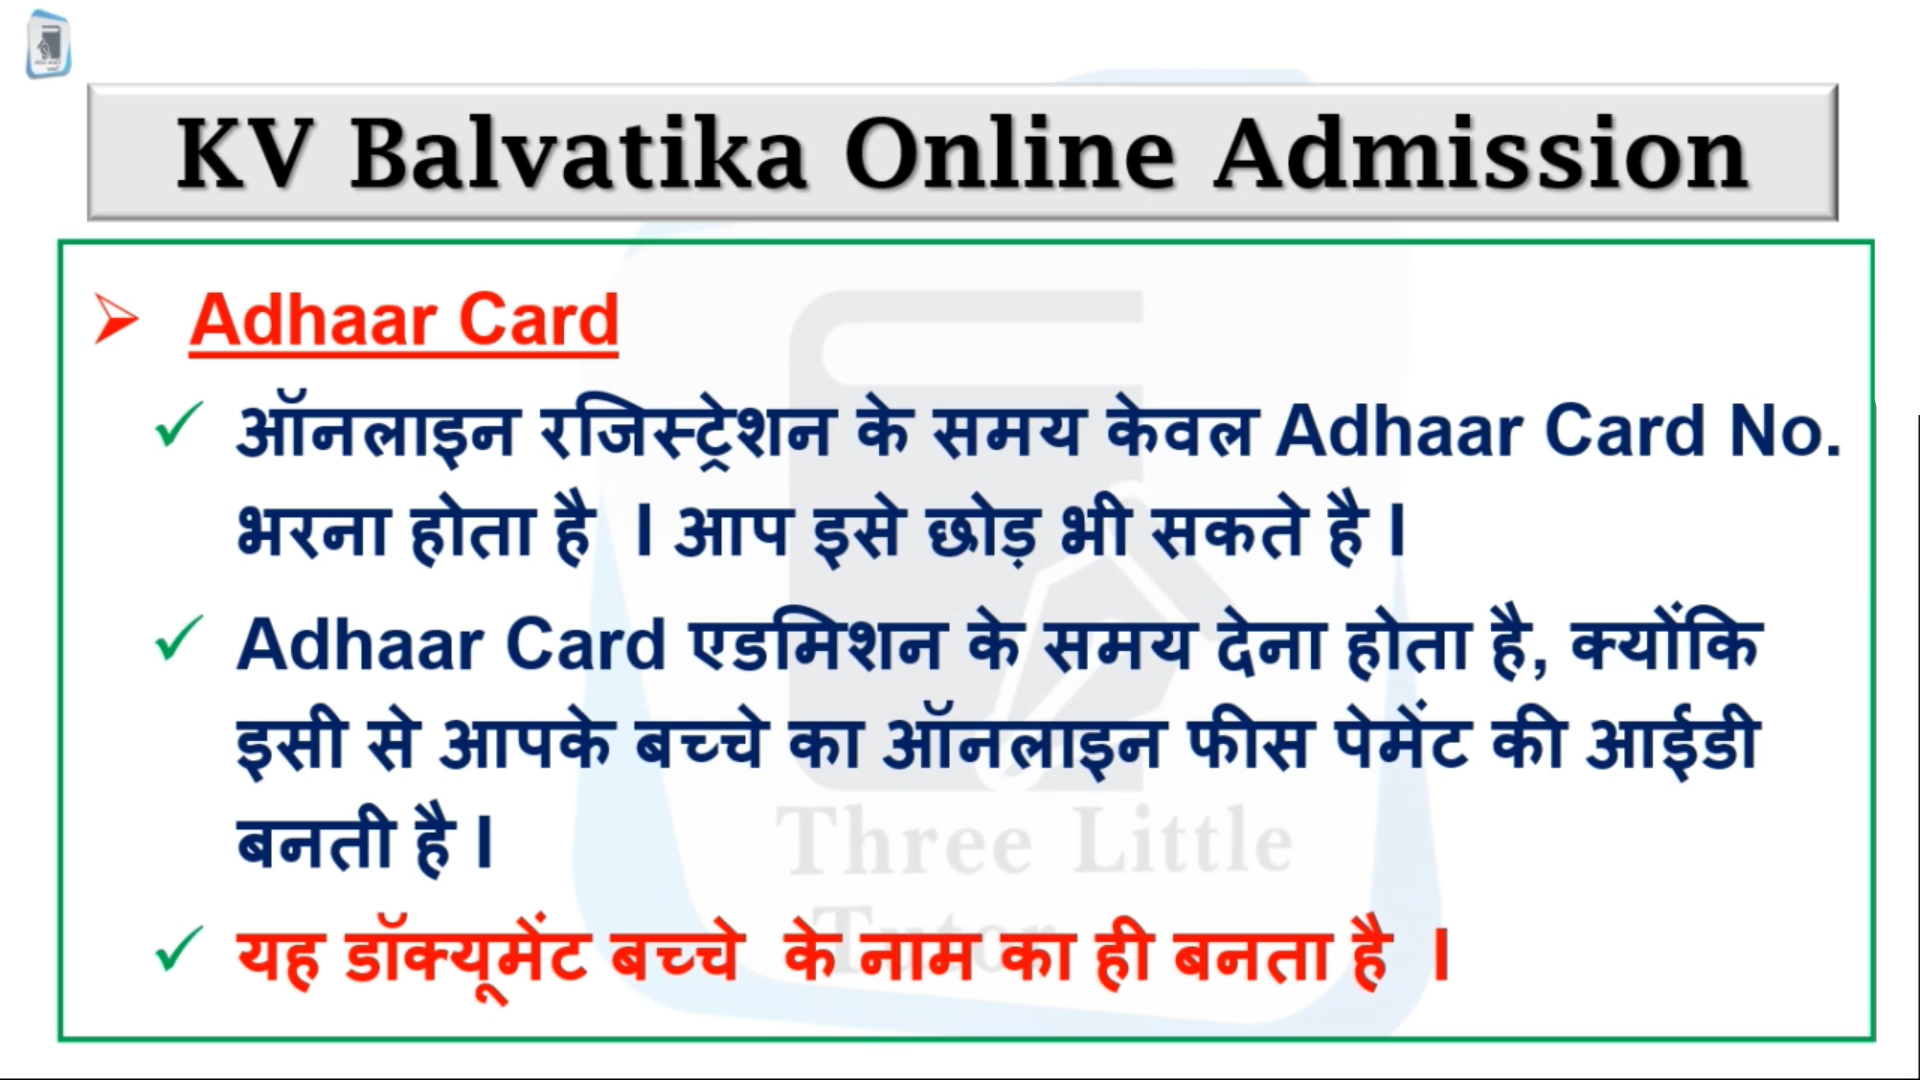 KV Balvatika Online Admission
Adhaar Card
ऑनलाइन रजिस्ट्रेशन के समय केवल Adhaar Card No.
भरना होता है । आप इसे छोड़ भी सकते है ।
Adhaar Card एडमिशन के समय देना होता है, क्योंकि
इसी से आपके बच्चे का ऑनलाइन फीस पेमेंट की आईडी
बनती है ।
Three Little
Tutor
यह डॉक्यूमेंट बच्चे के नाम का ही बनता है ।